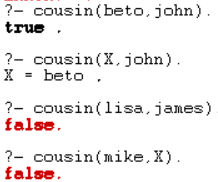 ?- cousin(beto,john).
true .
?- cousin(X,john).
X = beto .
?- cousin(lisa,james)
false.
?- cousin(mike,X).
false.